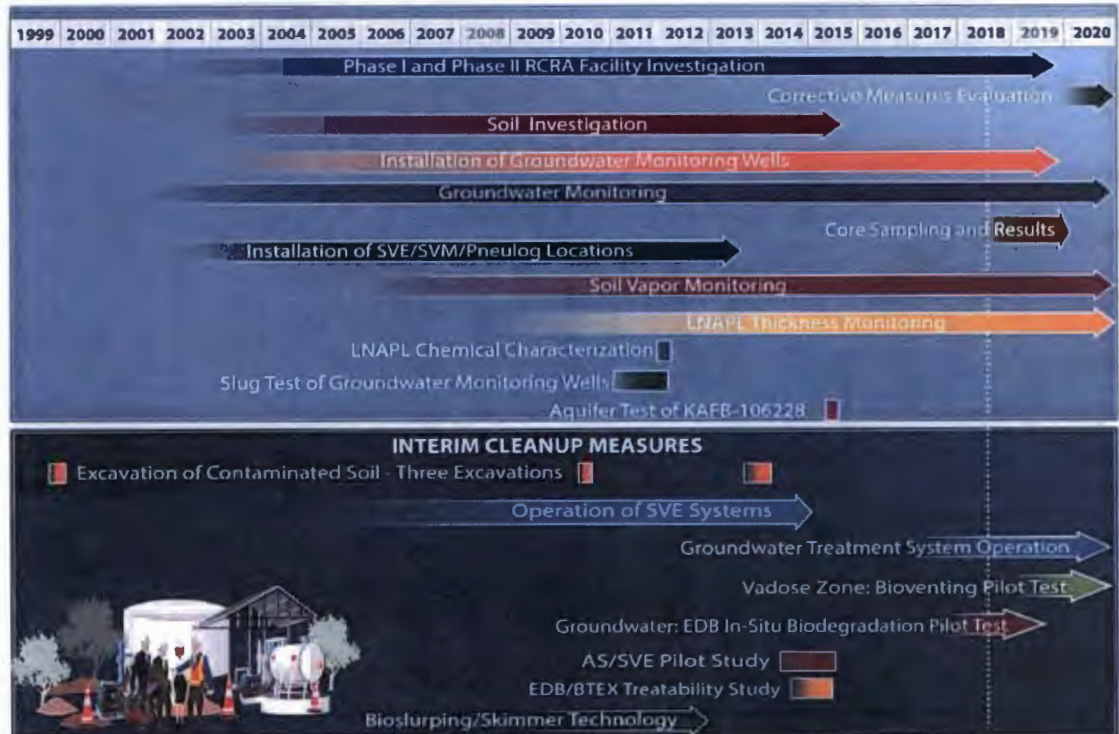 1999 2000 2001 2002 2003 2004 2005 2006 2007 2008 2009 2010 2011 2012 2013 2014 2015 2016 2017 2018 2019 2020
Phase I and Phase II RCRA Facility Investigation
Corrective Measures Evaluation
Soil Investigation
Installation of Groundwater Monitoring Wells
Groundwater Monitoring
Core Sampling and Results
Installation of SVE/SVM/Pneulog Locations
Soil Vapor Monitoring
LNAPL Thickness Monitoring
LNAPL Chemical Characterization
Slug Test of Groundwater Monitoring Wells
Aquifer Test of KAFB-106228
INTERIM CLEANUP MEASURES
Excavation of Contaminated Soil - Three Excavations
Operation of SVE Systems
Groundwater Treatment System Operation
Vadose Zone: Bioventing Pilot Test
Groundwater: EDB In-Situ Biodegradation Pilot Test
AS/SVE Pilot Study
EDB/BTEX Treatability Study
Bioslurping/Skimmer Technology